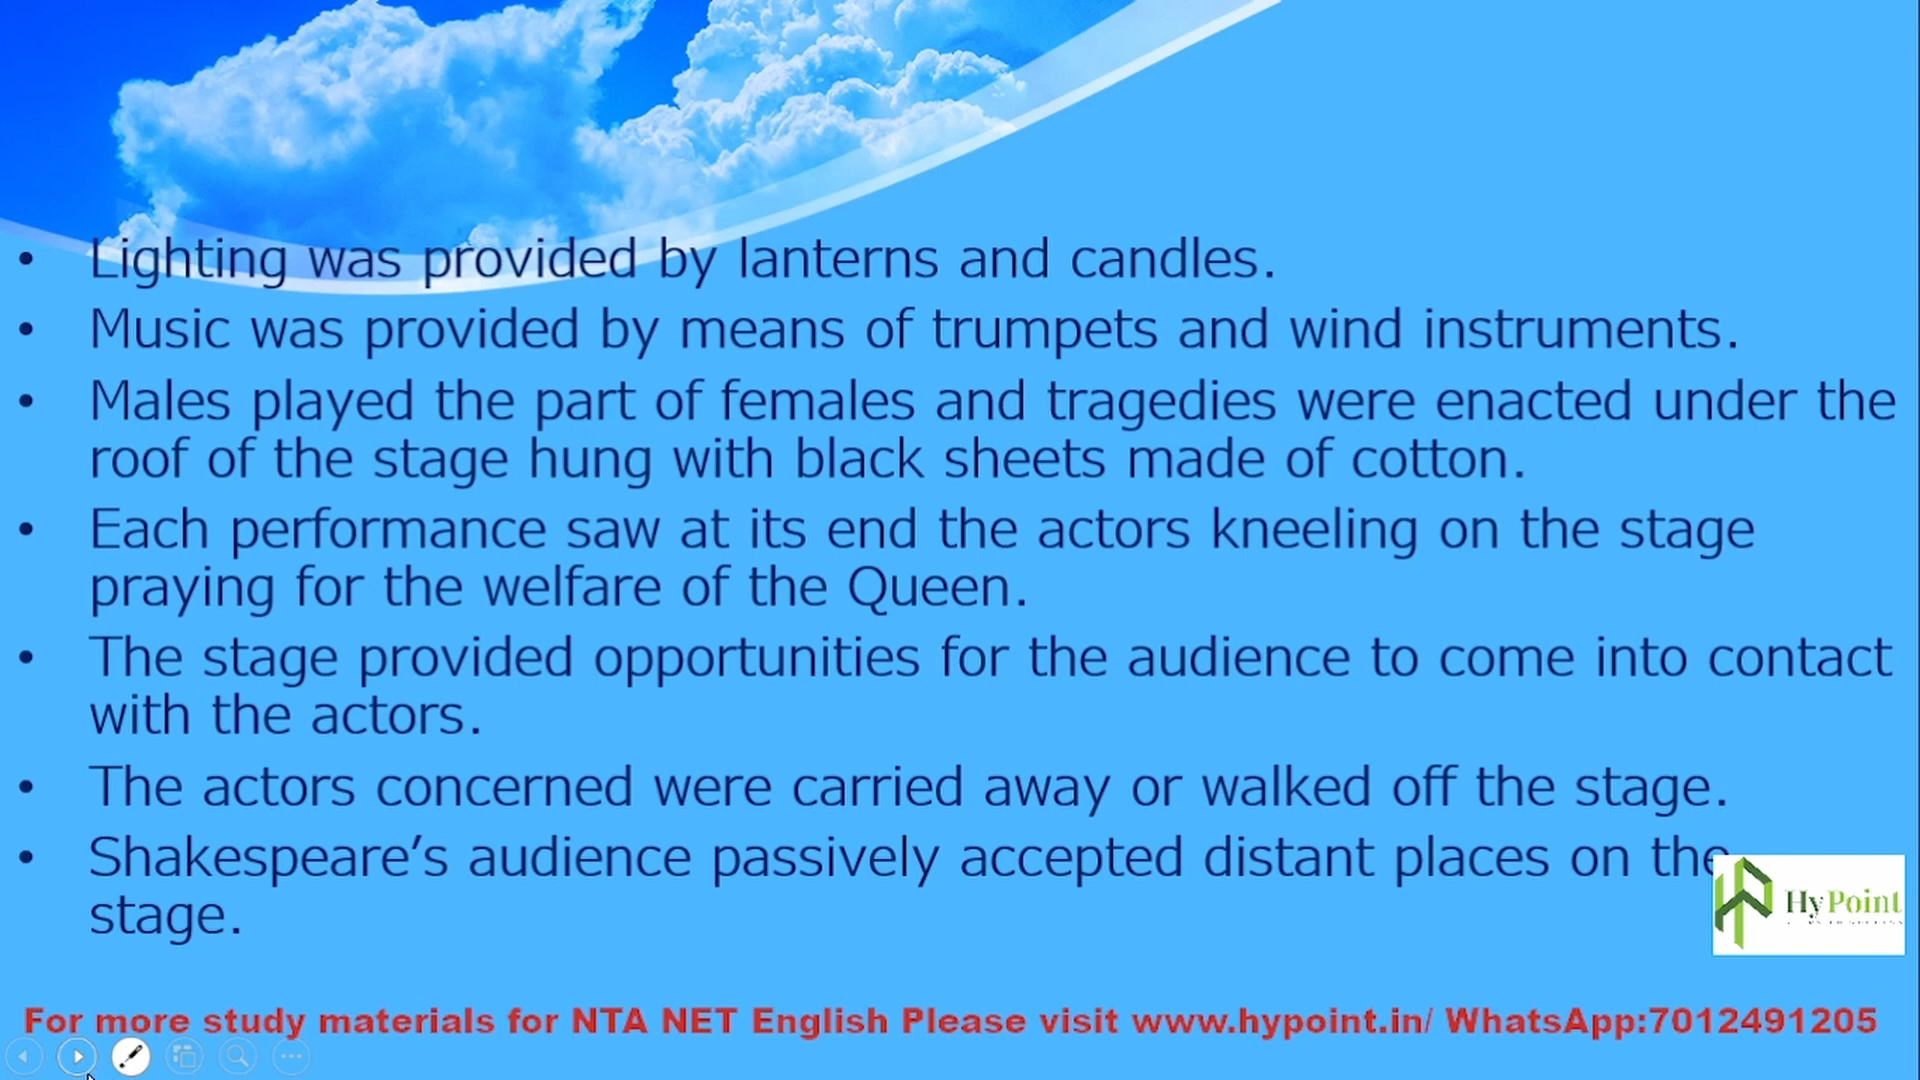 • Lighting was provided by lanterns and candles.
• Music was provided by means of trumpets and wind instruments.
• Males played the part of females and tragedies were enacted under the
roof of the stage hung with black sheets made of cotton.
• Each performance saw at its end the actors kneeling on the stage
praying for the welfare of the Queen.
• The stage provided opportunities for the audience to come into contact
with the actors.
• The actors concerned were carried away or walked off the stage.
• Shakespeare’s audience passively accepted distant places on the
stage.
Hy Point
For more study materials for NTA NET English Please visit www.hypoint.in/ WhatsApp:7012491205